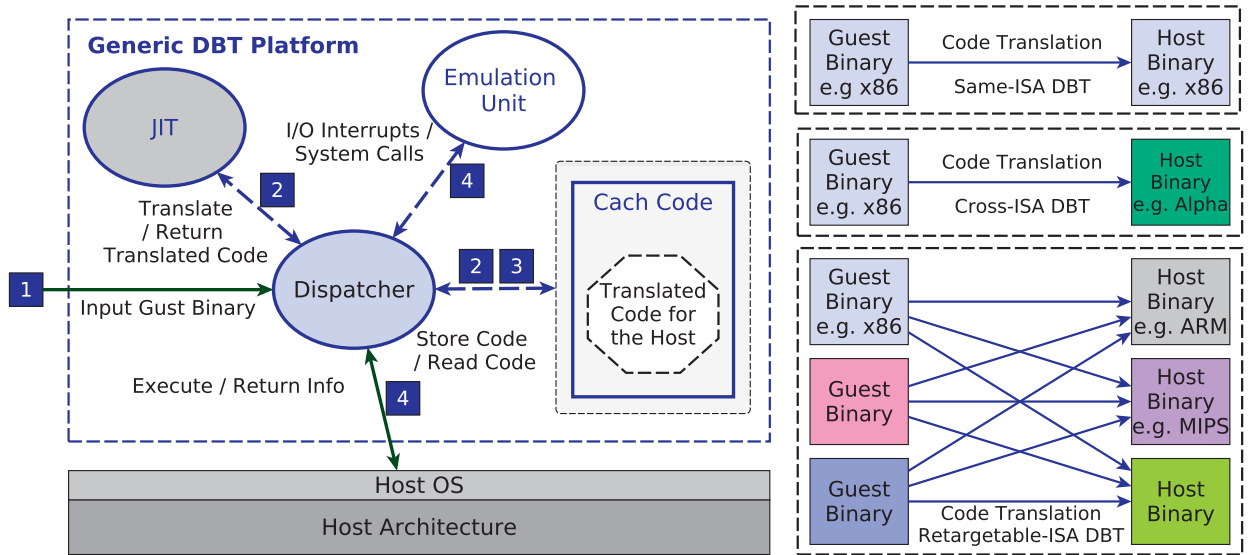 Generic DBT Platform
JIT
Emulation
Unit
I/O Interrupts /
System Calls
2
4
Translate
/ Return
Translated Code
Cach Code
1
Input Gust Binary
Dispatcher
2
3
Translated
Code for
the Host
Store Code
/ Read Code
Execute / Return Info
4
Host OS
Host Architecture
Guest
Binary
e.g x86
Code Translation
Same-ISA DBT
Host
Binary
e.g. x86
Guest
Binary
e.g. x86
Code Translation
Cross-ISA DBT
Host
Binary
e.g. Alpha
Guest
Binary
e.g. x86
Host
Binary
e.g. ARM
Guest
Binary
Host
Binary
e.g. MIPS
Guest
Binary
Host
Binary
Code Translation
Retargetable-ISA DBT